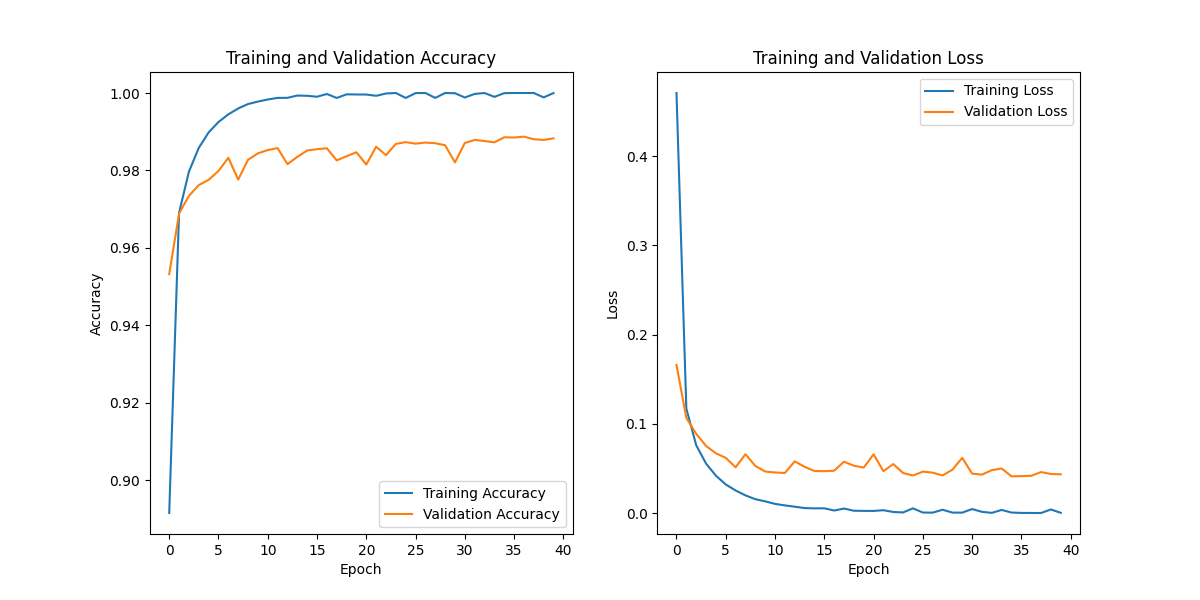 Training and Validation Accuracy
1.00
0.98
0.96
0.94
0.92
0.90
Accuracy
Training Accuracy
Validation Accuracy
0 5 10 15 20 25 30 35 40
Epoch
Training and Validation Loss
Training Loss
Validation Loss
0.4
0.3
0.2
0.1
0.0
Loss
0 5 10 15 20 25 30 35 40
Epoch